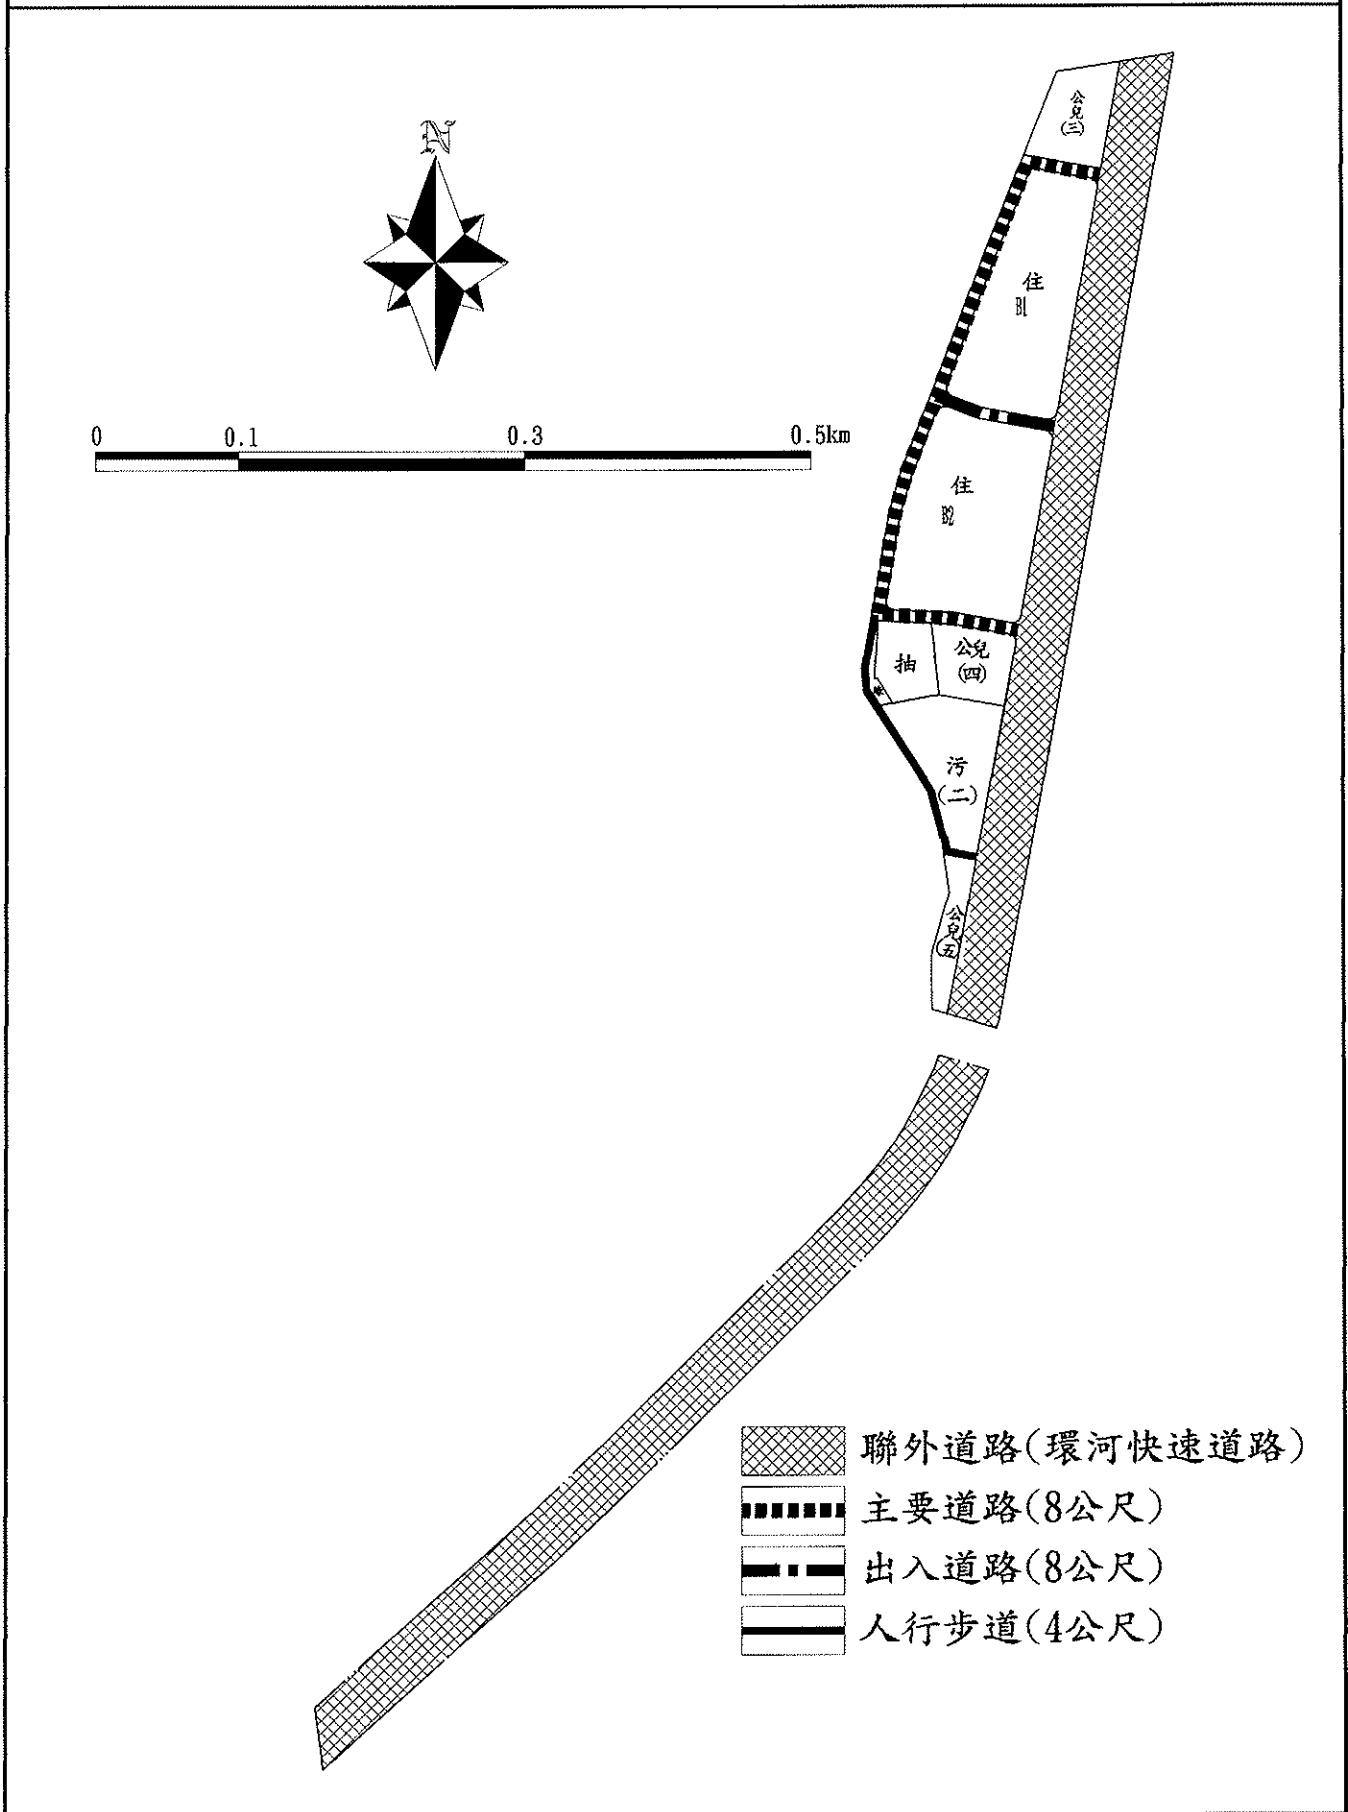 N
0 0.1 0.3 0.5km
公
兒
(三)
住
B1
住
B2
抽
公兒
(四)
污
(二)
公
兒
(五)
聯外道路(環河快速道路)
主要道路(8公尺)
出入道路(8公尺)
人行步道(4公尺)